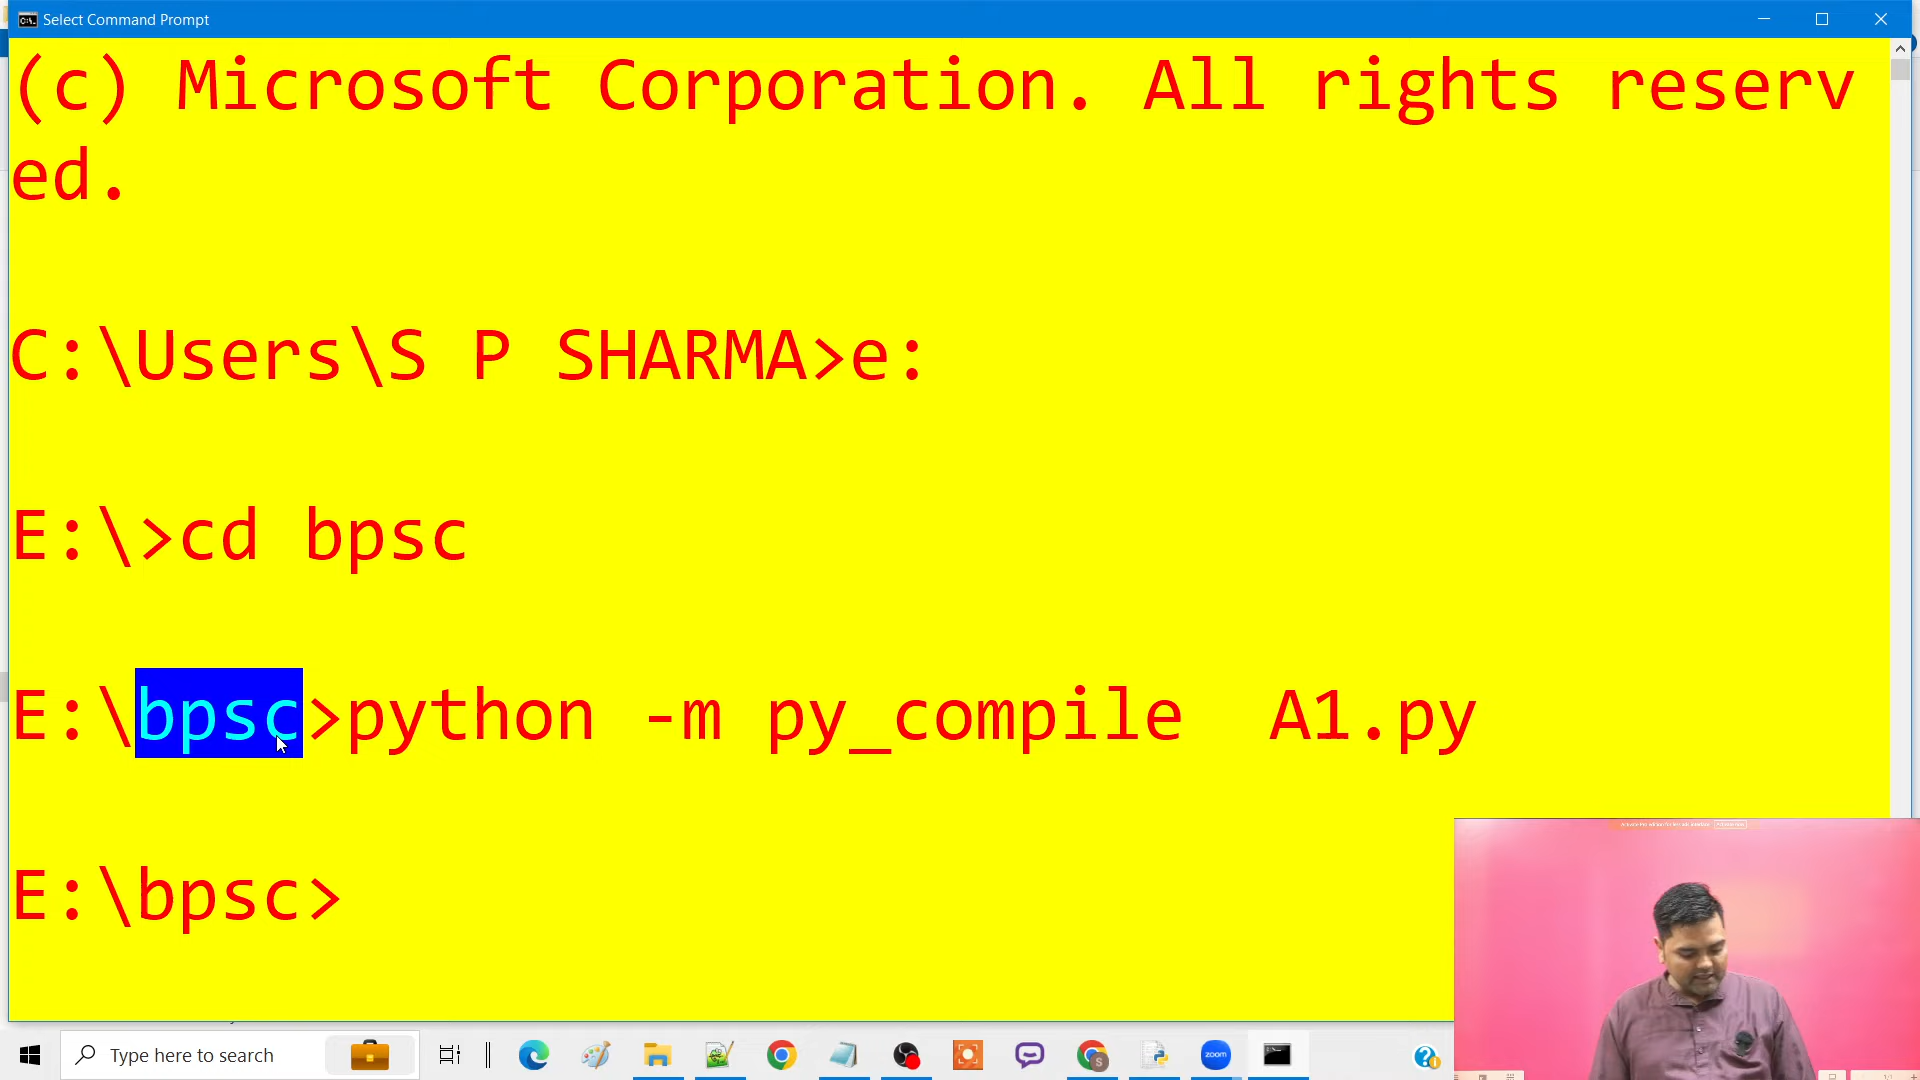 Select Command Prompt
(c) Microsoft Corporation. All rights reserv
ed.
C:\Users\S P SHARMA>e:
E:\>cd bpsc
E:\bpsc>python -m py_compile  A1.py
E:\bpsc>
Type here to search
zoom